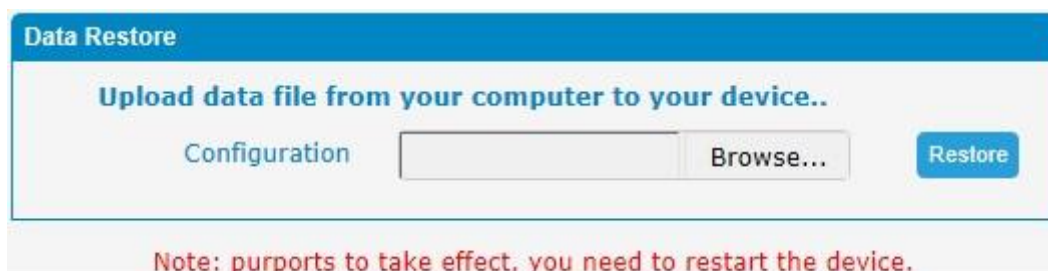 Data Restore
Upload data file from your computer to your device..
Configuration Browse... Restore
Note: purports to take effect, you need to restart the device.